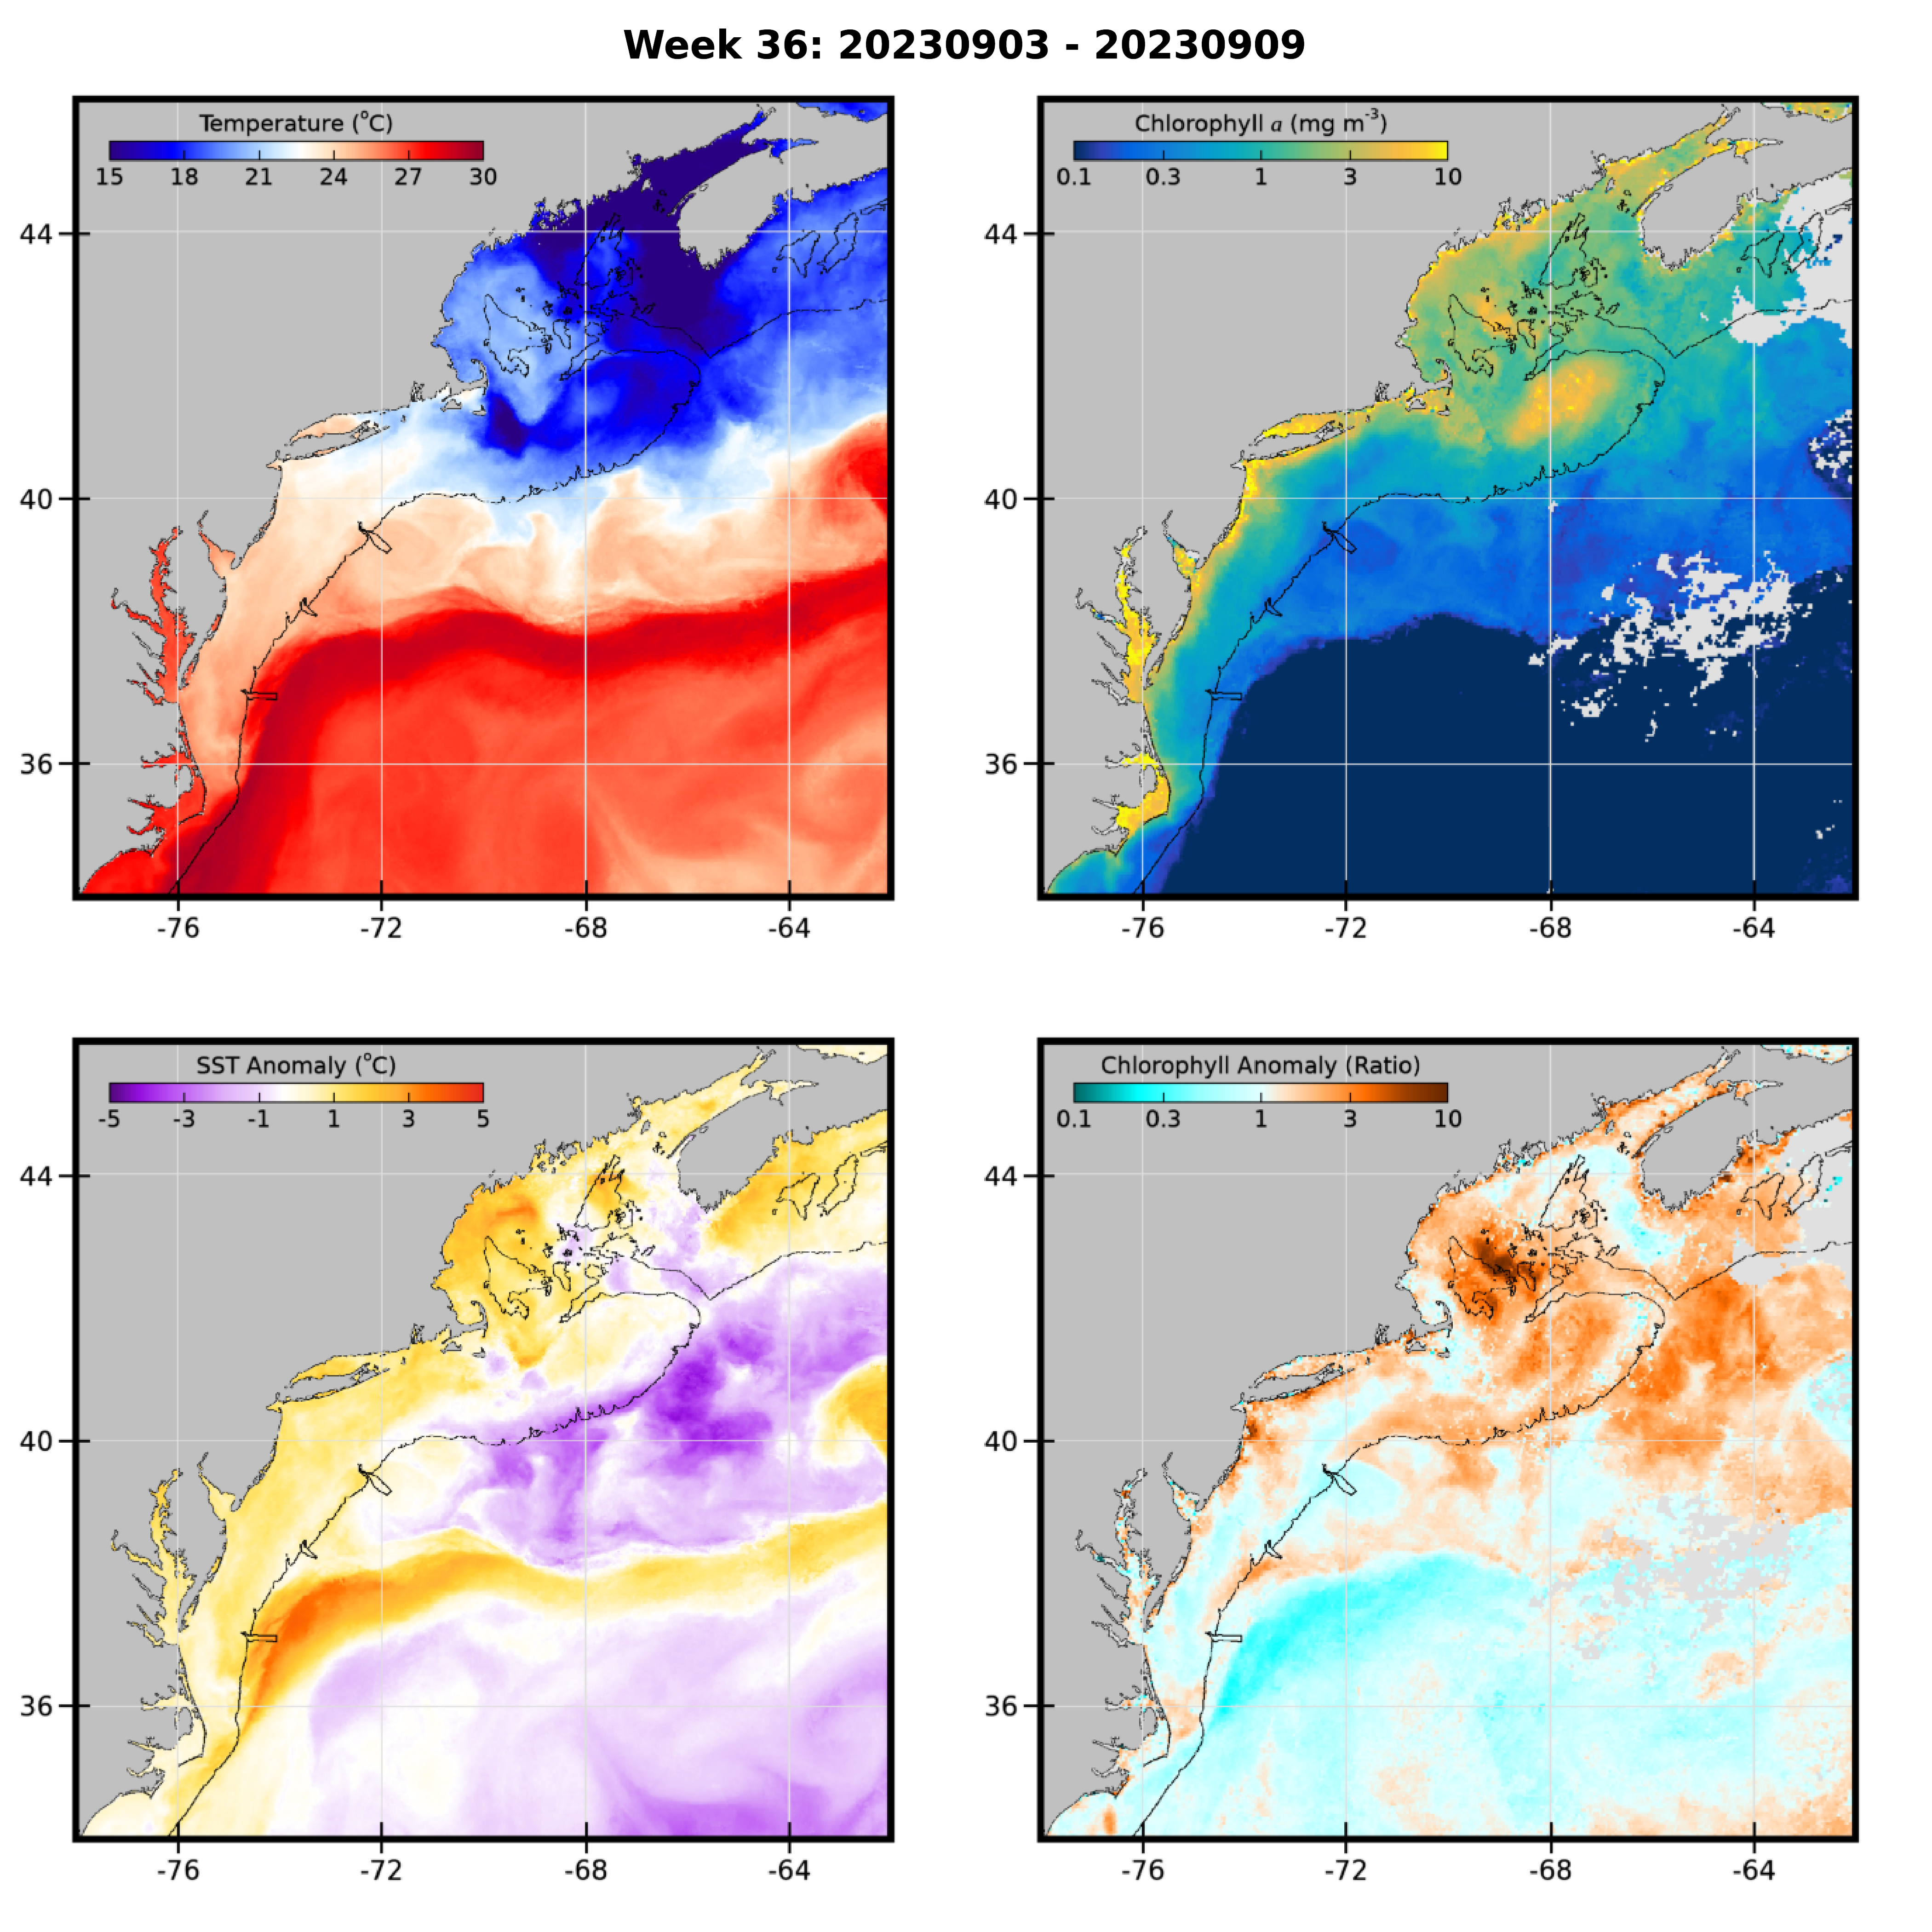 Week 36: 20230903 - 20230909
Temperature (°C)
15 18 21 24 27 30
44
40
36
-76 -72 -68 -64
Chlorophyll a (mg m⁻³)
0.1 0.3 1 3 10
44
40
36
-76 -72 -68 -64
SST Anomaly (°C)
-5 -3 -1 1 3 5
44
40
36
-76 -72 -68 -64
Chlorophyll Anomaly (Ratio)
0.1 0.3 1 3 10
44
40
36
-76 -72 -68 -64